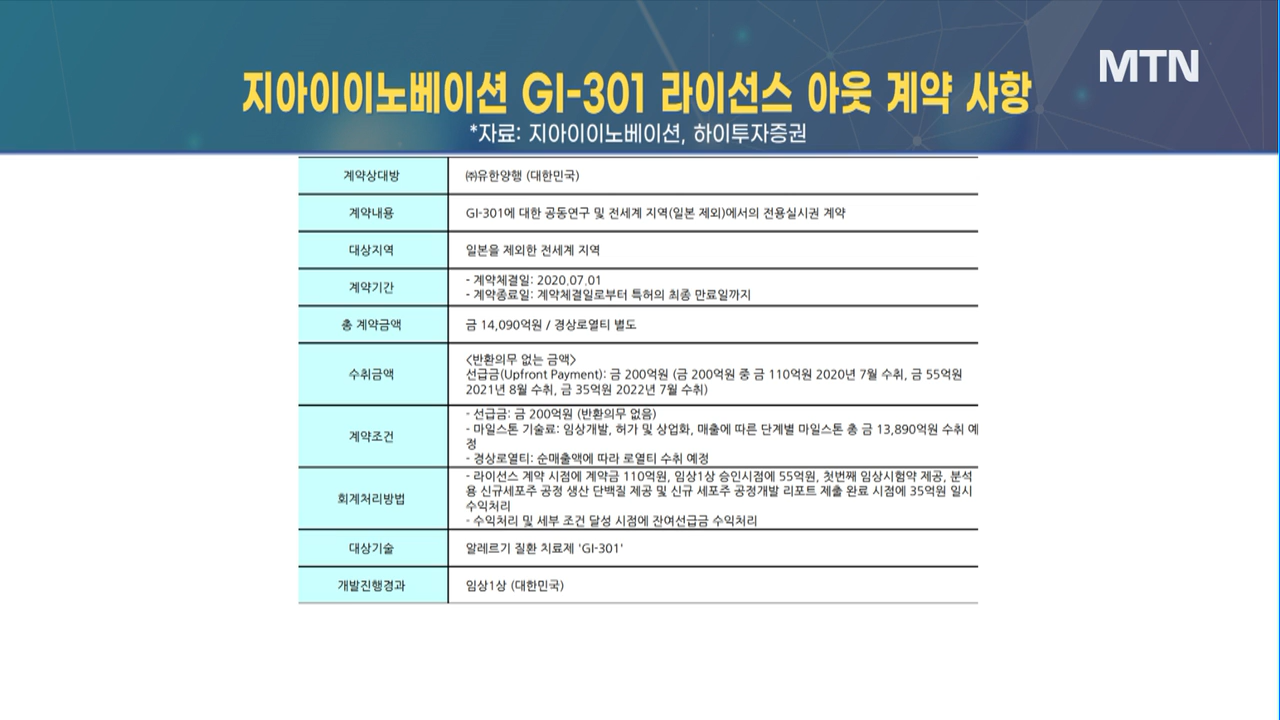 MTN
지아이이노베이션 GI-301 라이선스 아웃 계약 사항
*자료: 지아이이노베이션, 하이투자증권
계약상대방
㈜유한양행 (대한민국)
계약내용
GI-301에 대한 공동연구 및 전세계 지역(일본 제외)에서의 전용실시권 계약
대상지역
일본을 제외한 전세계 지역
계약기간
- 계약체결일: 2020.07.01
- 계약종료일: 계약체결일로부터 특허의 최종 만료일까지
총 계약금액
금 14,090억원 / 경상로열티 별도
수취금액
<반환의무 없는 금액>
선급금(Upfront Payment): 금 200억원 (금 200억원 중 금 110억원 2020년 7월 수취, 금 55억원
2021년 8월 수취, 금 35억원 2022년 7월 수취)
계약조건
- 선급금: 금 200억원 (반환의무 없음)
- 마일스톤 기술료: 임상개발, 허가 및 상업화, 매출에 따른 단계별 마일스톤 총 금 13,890억원 수취 예
정
- 경상로열티: 순매출액에 따라 로열티 수취 예정
회계처리방법
- 라이선스 계약 시점에 계약금 110억원, 임상1상 승인시점에 55억원, 첫번째 임상시험약 제공, 분석
용 신규세포주 공정 생산 단백질 제공 및 신규 세포주 공정개발 리포트 제출 완료 시점에 35억원 일시
수익처리
- 수익처리 및 세부 조건 달성 시점에 잔여선급금 수익처리
대상기술
알레르기 질환 치료제 'GI-301'
개발진행경과
임상1상 (대한민국)